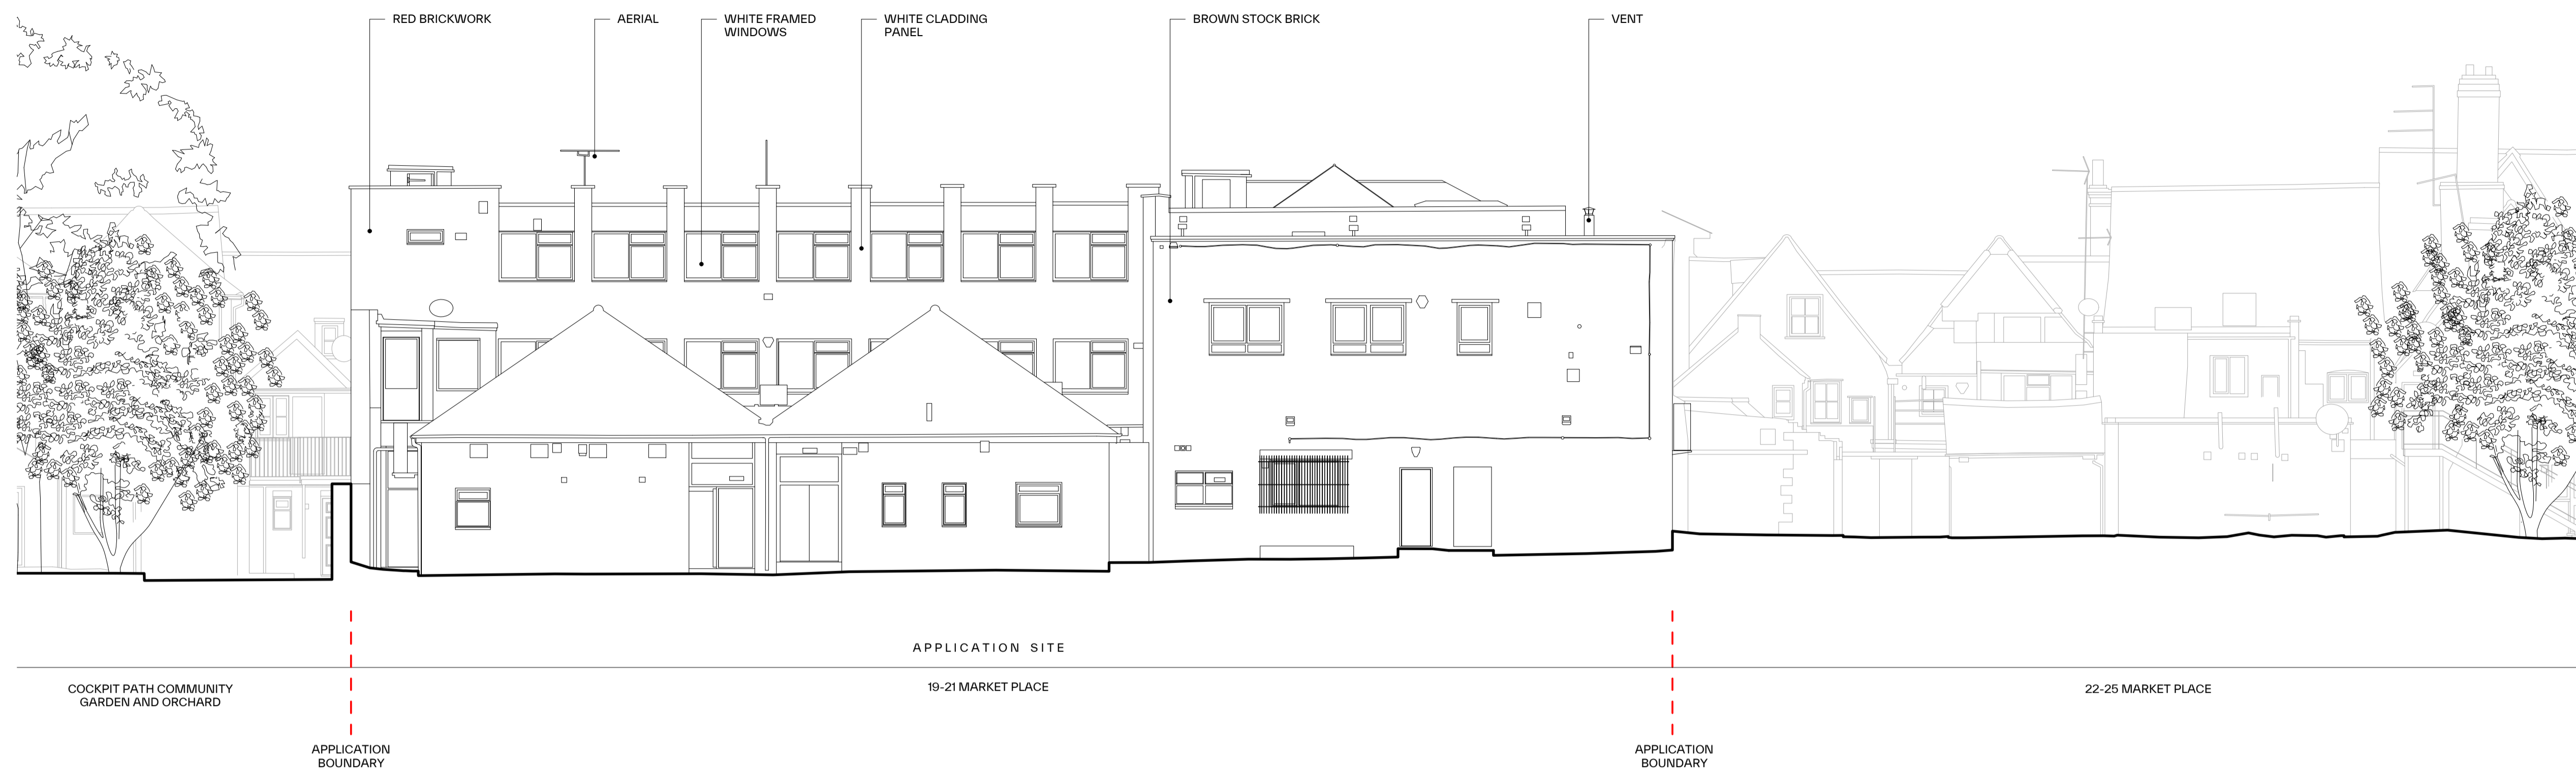 RED BRICKWORK
AERIAL
WHITE FRAMED
WINDOWS
WHITE CLADDING
PANEL
BROWN STOCK BRICK
VENT
APPLICATION SITE
COCKPIT PATH COMMUNITY
GARDEN AND ORCHARD
19-21 MARKET PLACE
22-25 MARKET PLACE
APPLICATION
BOUNDARY
APPLICATION
BOUNDARY